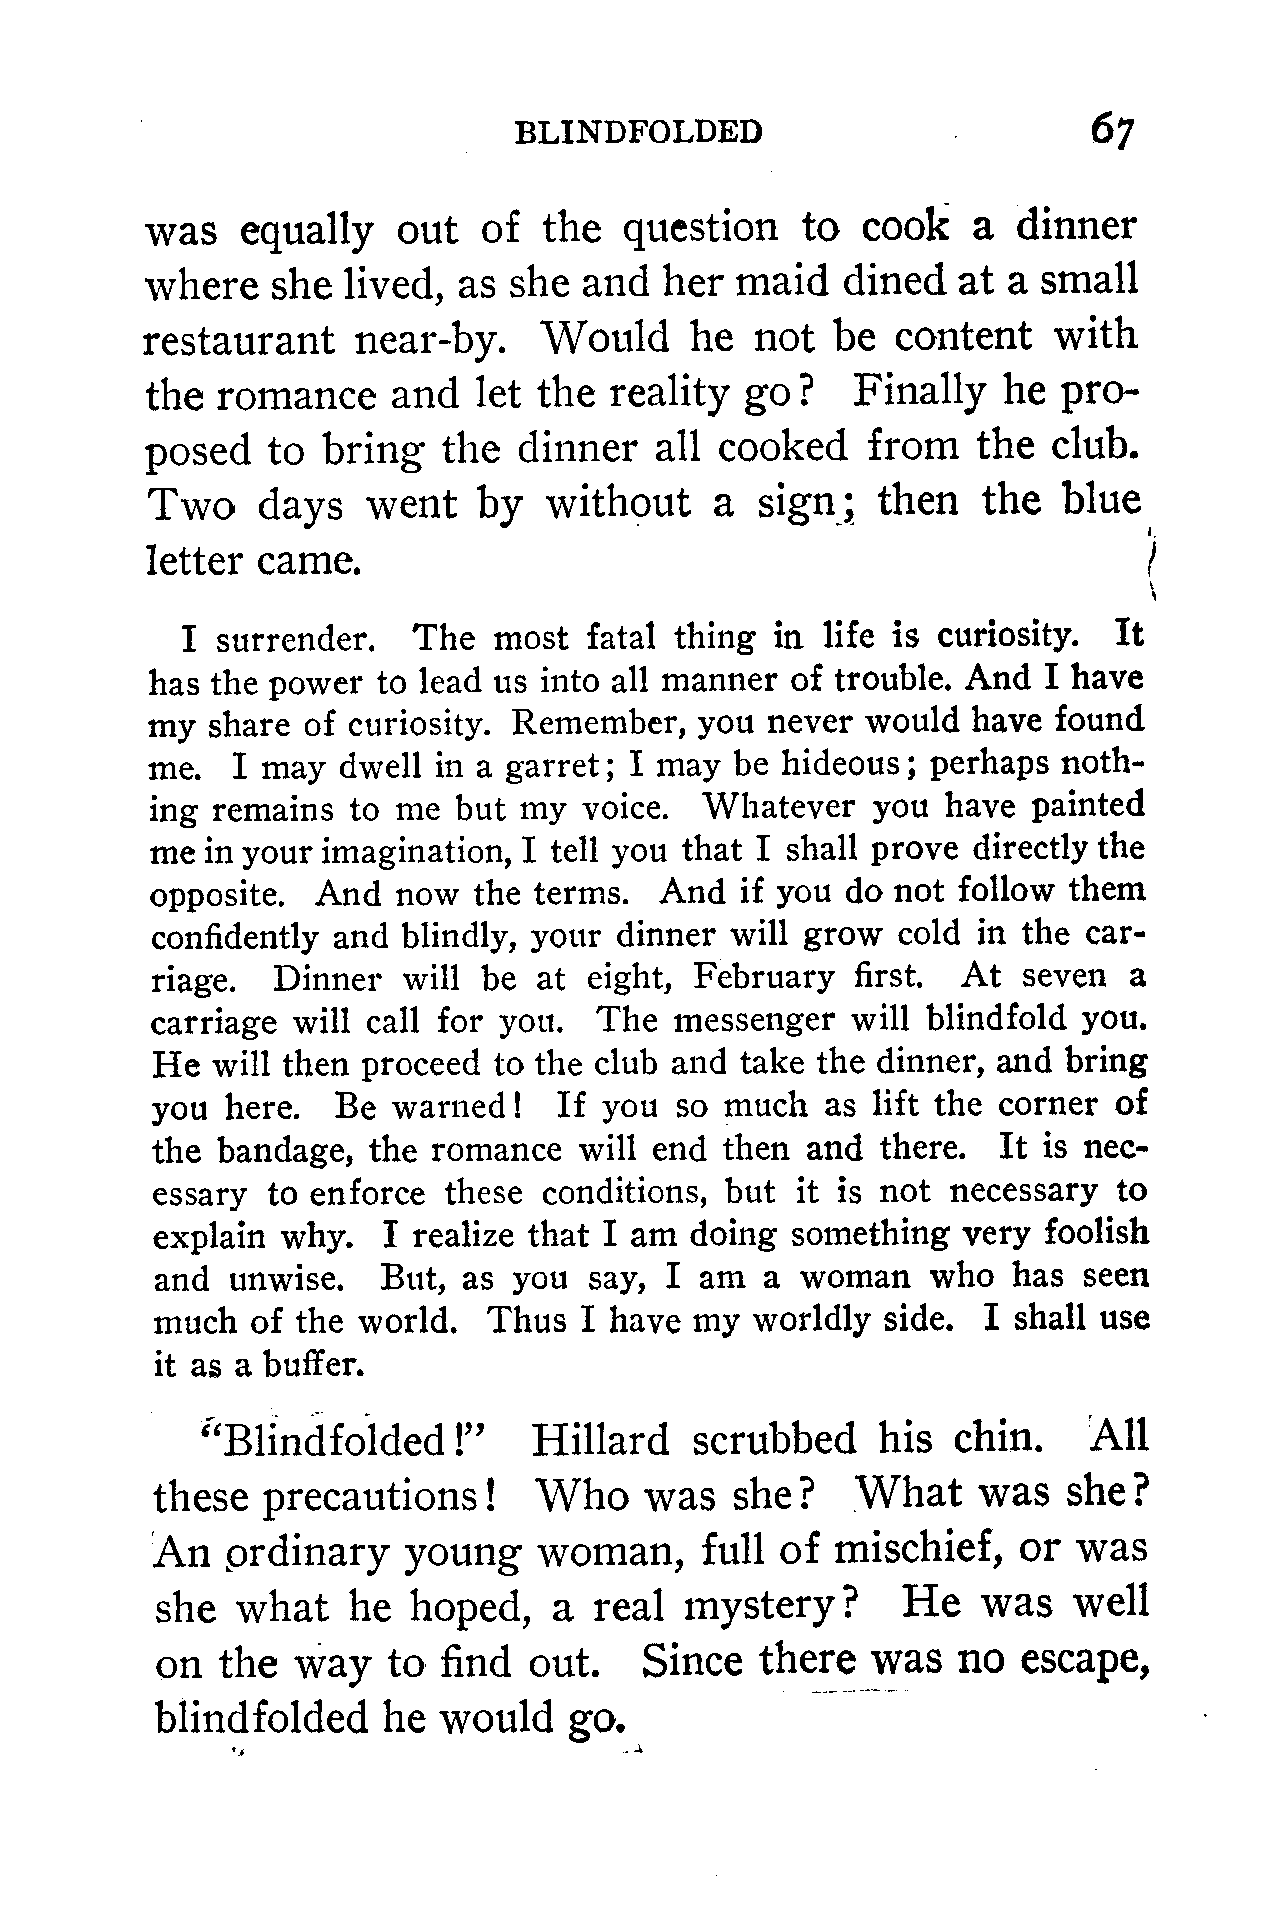 BLINDFOLDED 67
was equally out of the question to cook a dinner
where she lived, as she and her maid dined at a small
restaurant near-by. Would he not be content with
the romance and let the reality go? Finally he pro-
posed to bring the dinner all cooked from the club.
Two days went by without a sign; then the blue
letter came.
I surrender. The most fatal thing in life is curiosity. It
has the power to lead us into all manner of trouble. And I have
my share of curiosity. Remember, you never would have found
me. I may dwell in a garret; I may be hideous; perhaps noth-
ing remains to me but my voice. Whatever you have painted
me in your imagination, I tell you that I shall prove directly the
opposite. And now the terms. And if you do not follow them
confidently and blindly, your dinner will grow cold in the car-
riage. Dinner will be at eight, February first. At seven a
carriage will call for you. The messenger will blindfold you.
He will then proceed to the club and take the dinner, and bring
you here. Be warned! If you so much as lift the corner of
the bandage, the romance will end then and there. It is nec-
essary to enforce these conditions, but it is not necessary to
explain why. I realize that I am doing something very foolish
and unwise. But, as you say, I am a woman who has seen
much of the world. Thus I have my worldly side. I shall use
it as a buffer.
"Blindfolded!" Hillard scrubbed his chin. All
these precautions! Who was she? What was she?
An ordinary young woman, full of mischief, or was
she what he hoped, a real mystery? He was well
on the way to find out. Since there was no escape,
blindfolded he would go.